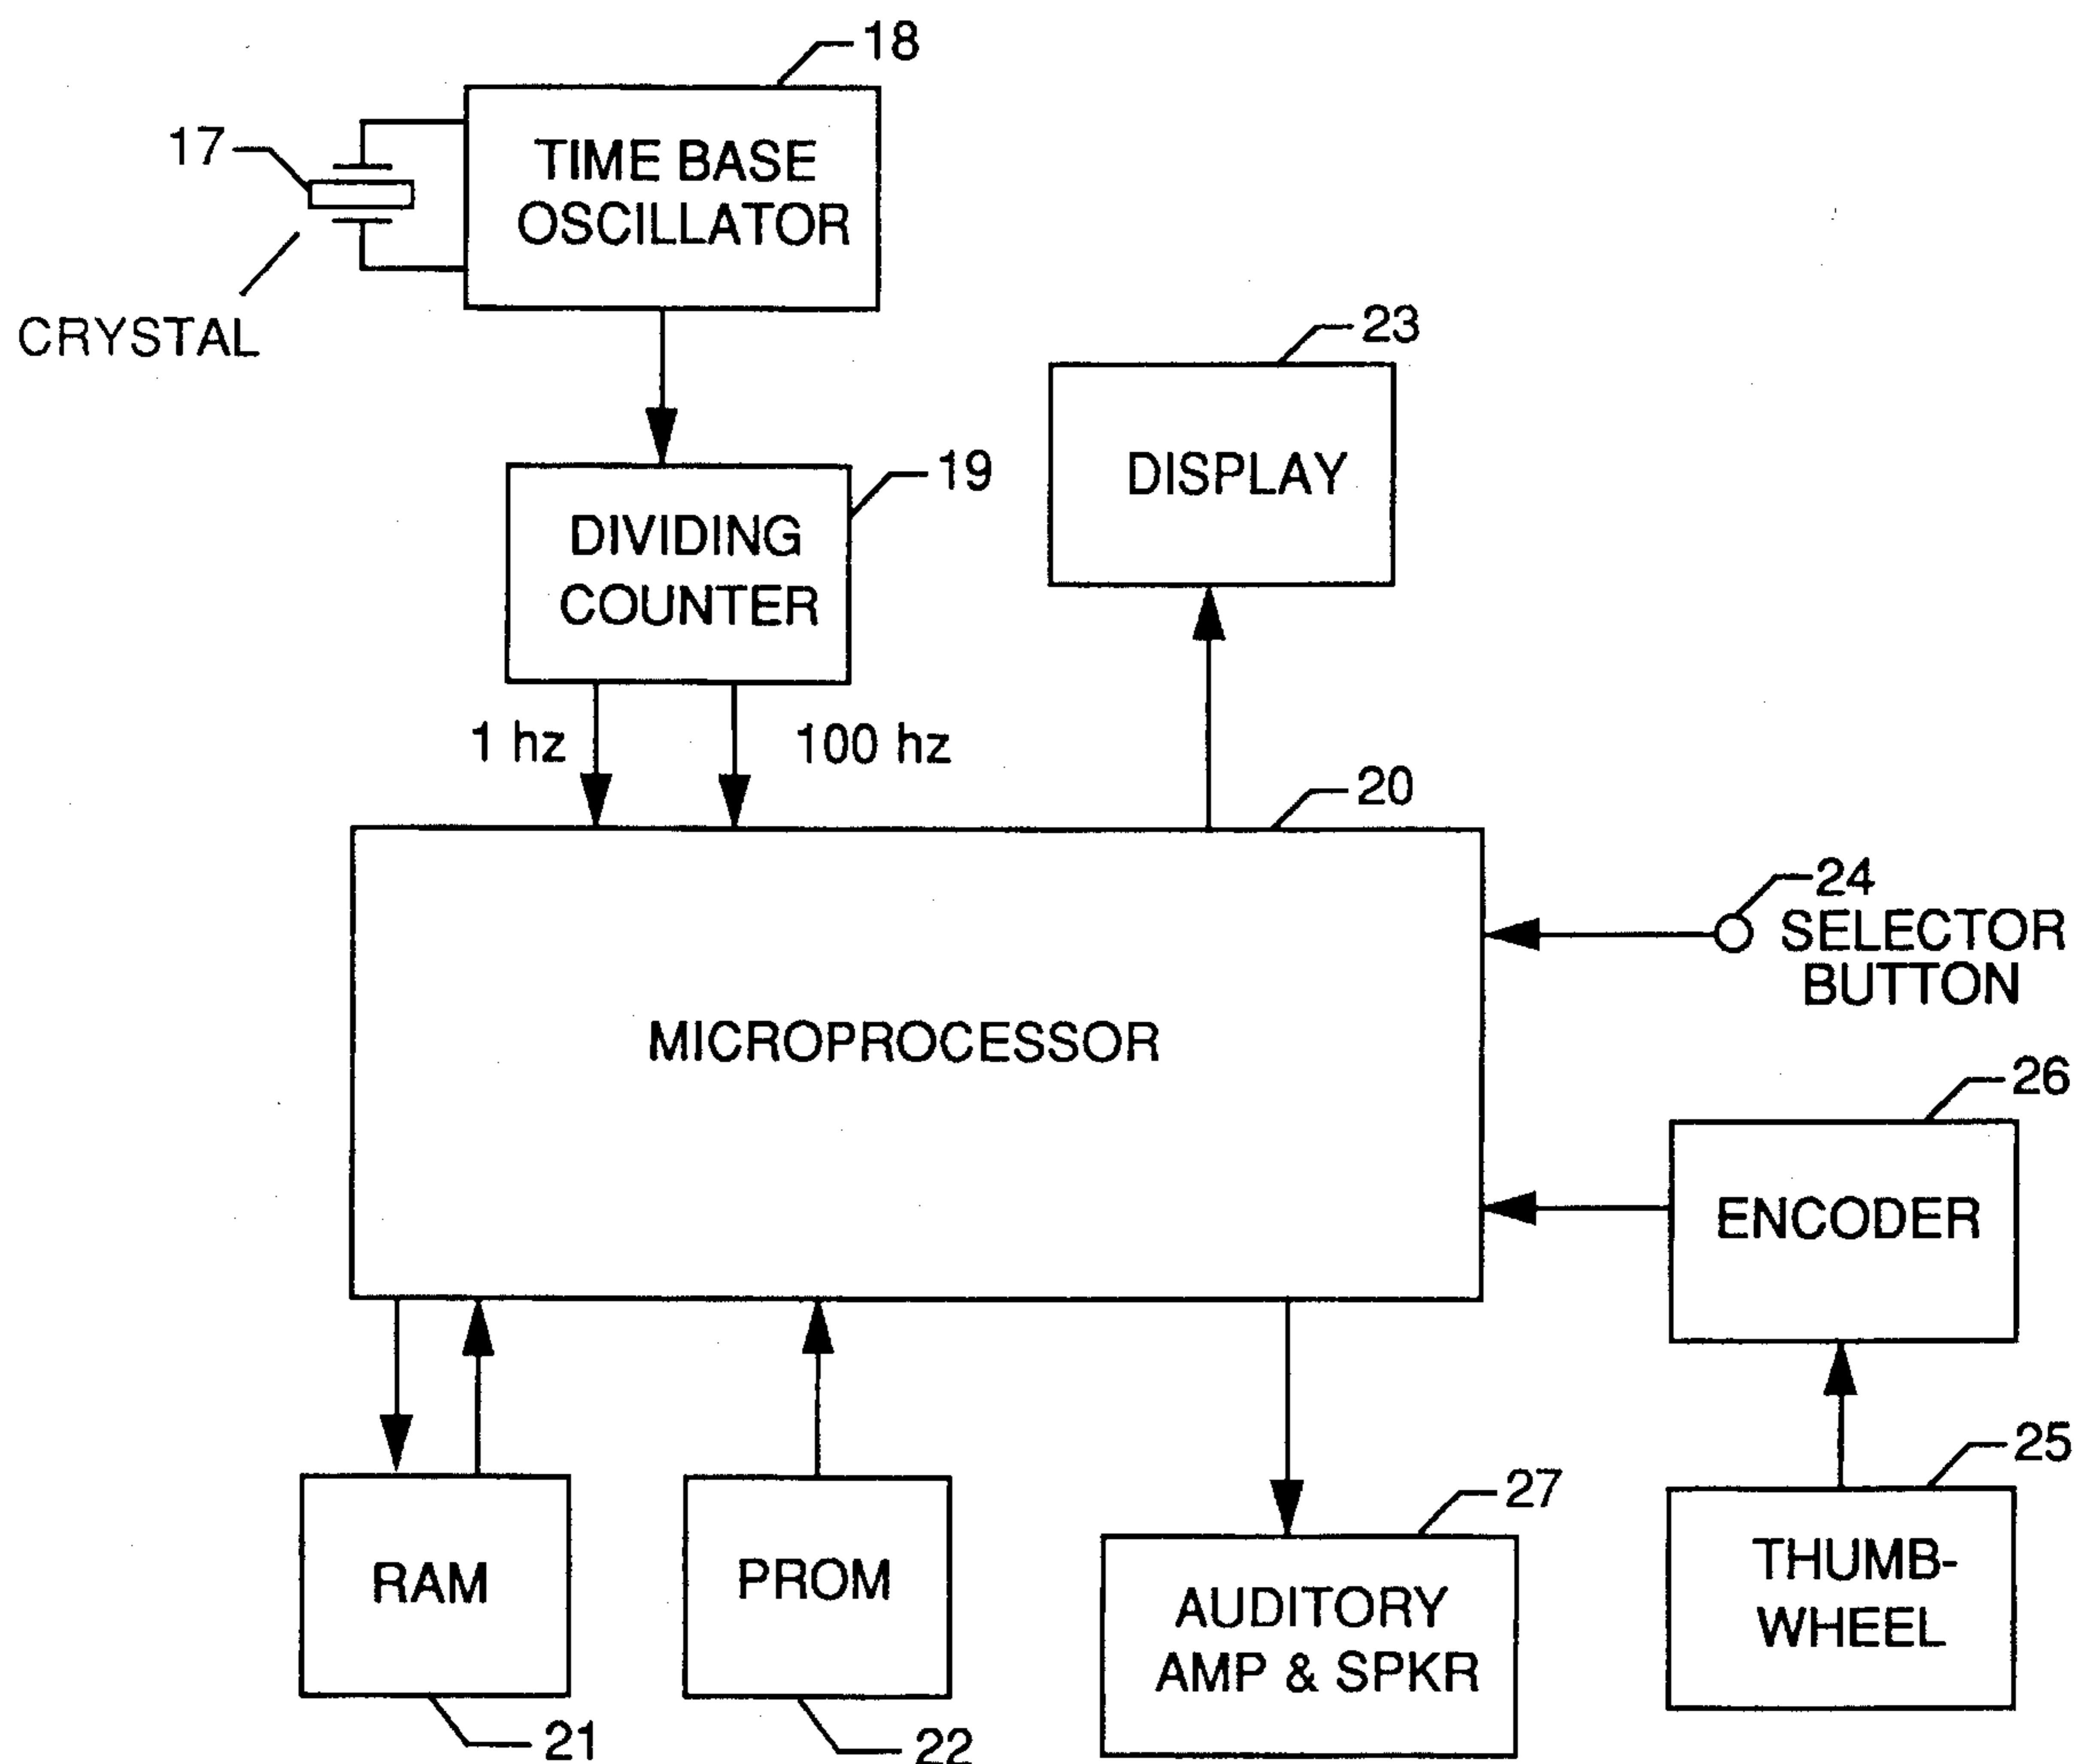 18
17
TIME BASE
OSCILLATOR
CRYSTAL
23
DISPLAY
19
DIVIDING
COUNTER
1 hz
100 hz
20
24
SELECTOR
BUTTON
MICROPROCESSOR
26
ENCODER
25
THUMB-
WHEEL
27
RAM
PROM
AUDITORY
AMP & SPKR
21
22